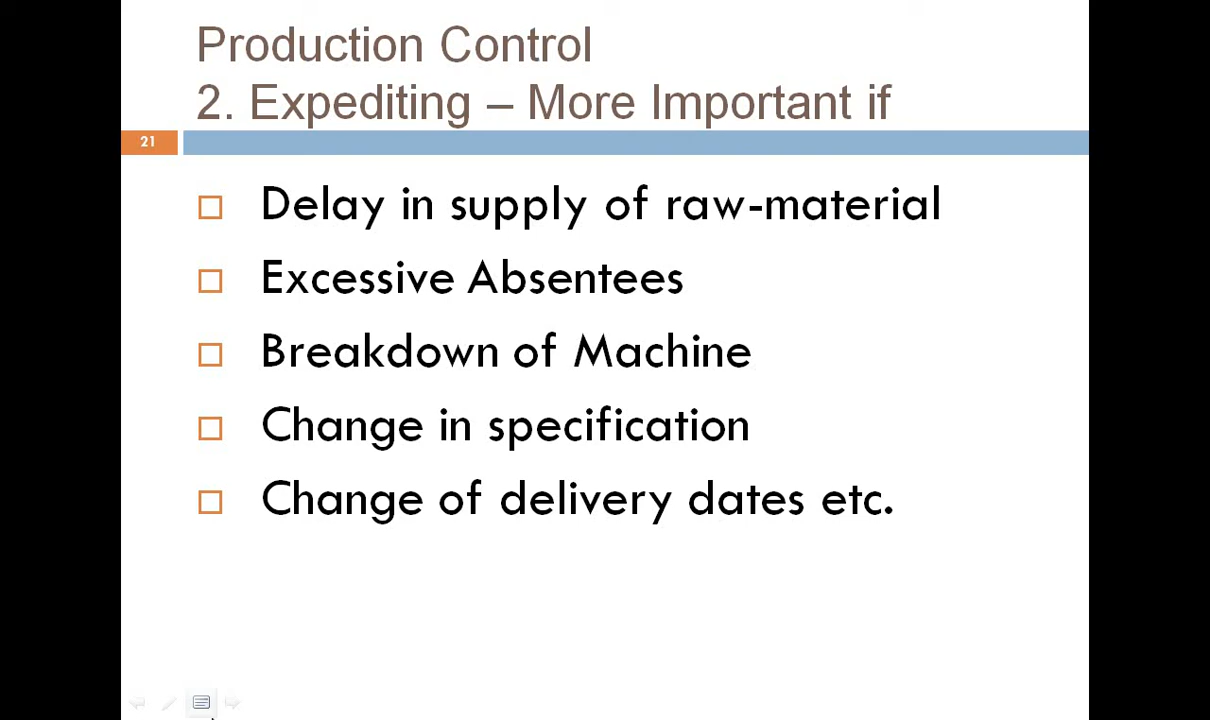 Production Control
2. Expediting – More Important if
21
Delay in supply of raw-material
Excessive Absentees
Breakdown of Machine
Change in specification
Change of delivery dates etc.